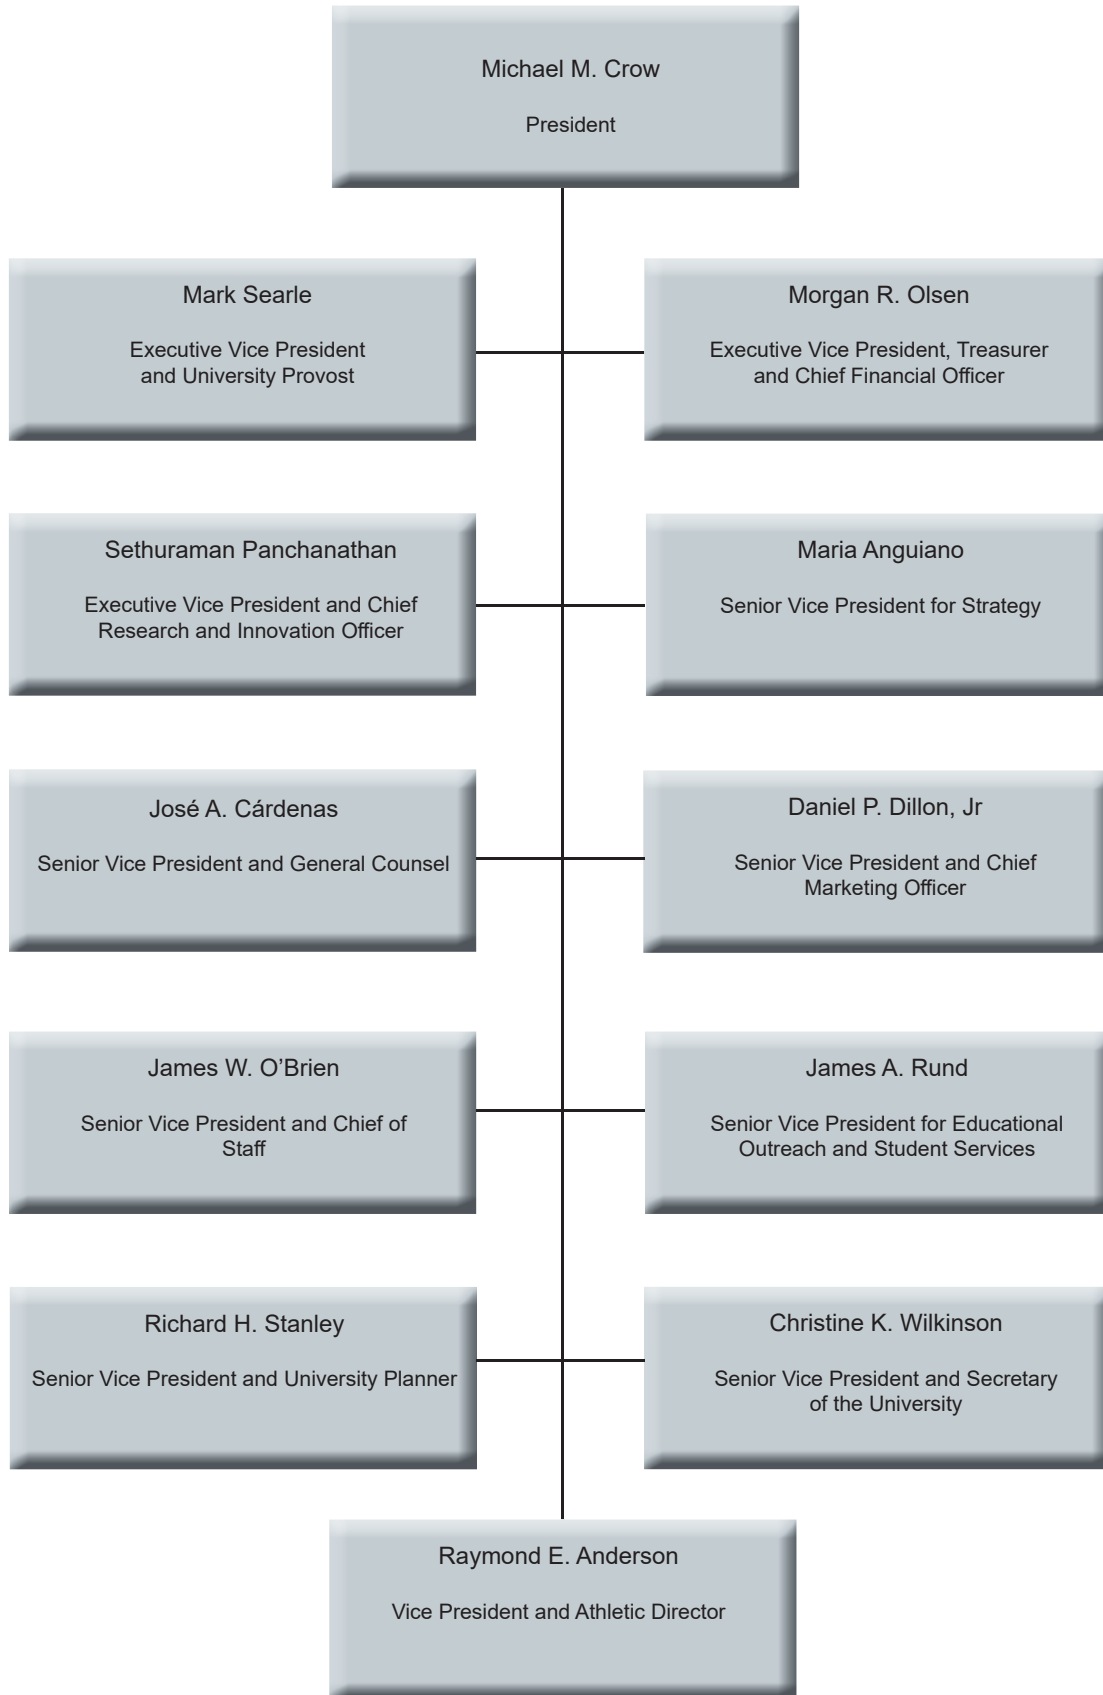 Michael M. Crow
President
Mark Searle
Executive Vice President
and University Provost
Morgan R. Olsen
Executive Vice President, Treasurer
and Chief Financial Officer
Sethuraman Panchanathan
Executive Vice President and Chief
Research and Innovation Officer
Maria Anguiano
Senior Vice President for Strategy
José A. Cárdenas
Senior Vice President and General Counsel
Daniel P. Dillon, Jr
Senior Vice President and Chief
Marketing Officer
James W. O’Brien
Senior Vice President and Chief of
Staff
James A. Rund
Senior Vice President for Educational
Outreach and Student Services
Richard H. Stanley
Senior Vice President and University Planner
Christine K. Wilkinson
Senior Vice President and Secretary
of the University
Raymond E. Anderson
Vice President and Athletic Director